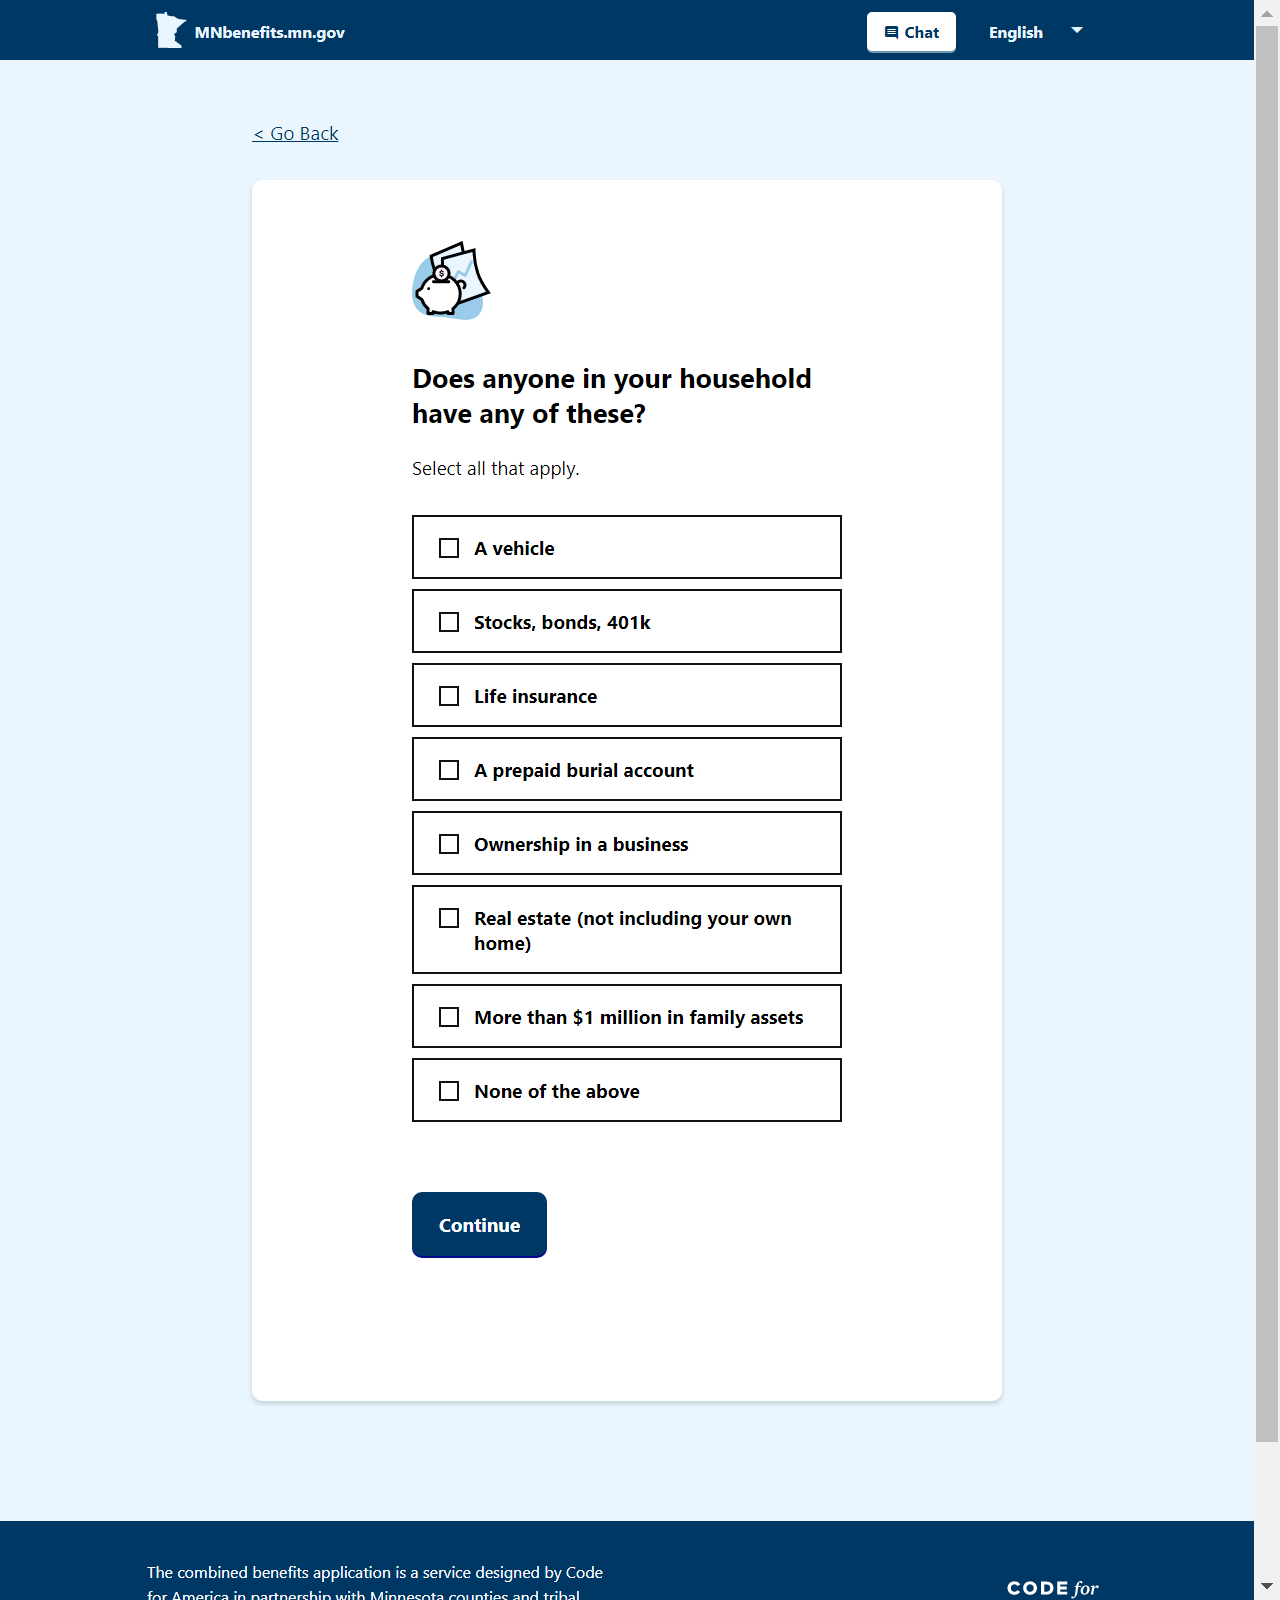 MNbenefits.mn.gov
Chat
English
< Go Back
$
Does anyone in your household
have any of these?
Select all that apply.
A vehicle
Stocks, bonds, 401k
Life insurance
A prepaid burial account
Ownership in a business
Real estate (not including your own
home)
More than $1 million in family assets
None of the above
Continue
The combined benefits application is a service designed by Code
for America in partnership with Minnesota counties and tribal
CODE for